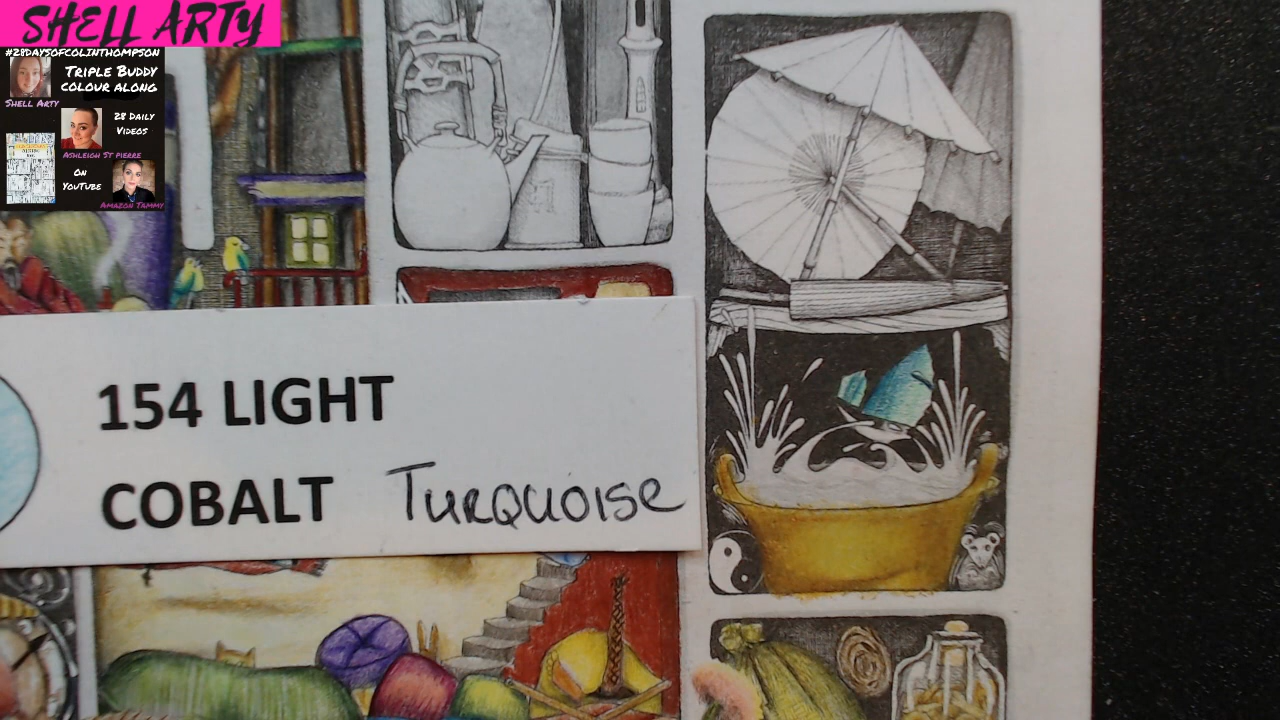 SHELL ARTY
#28DAYSOFCOLINTHOMPSON
TRIPLE BUDDY
COLOUR ALONG
SHELL ARTY
28 DAILY
VIDEOS
ASHLEIGH ST PIERRE
ON
YOUTUBE
AMAZON TAMMY
154 LIGHT
COBALT TURQUOISE